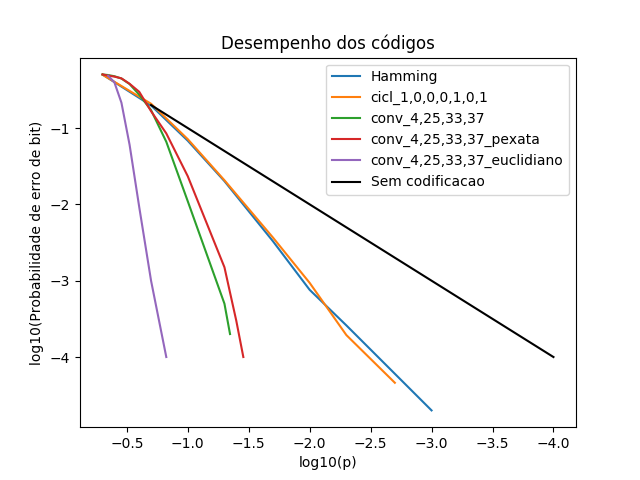 Desempenho dos códigos
Hamming
cicl_1,0,0,0,1,0,1
conv_4,25,33,37
conv_4,25,33,37_pexata
conv_4,25,33,37_euclidiano
Sem codificacao
log10(Probabilidade de erro de bit)
−1
−2
−3
−4
−0.5
−1.0
−1.5
−2.0
−2.5
−3.0
−3.5
−4.0
log10(p)